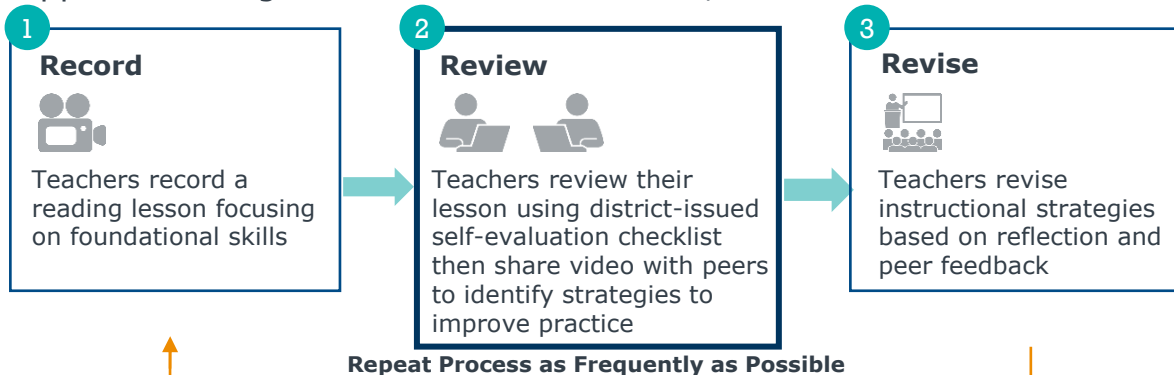 1
Record
Teachers record a
reading lesson focusing
on foundational skills
2
Review
Teachers review their
lesson using district-issued
self-evaluation checklist
then share video with peers
to identify strategies to
improve practice
3
Revise
Teachers revise
instructional strategies
based on reflection and
peer feedback
Repeat Process as Frequently as Possible